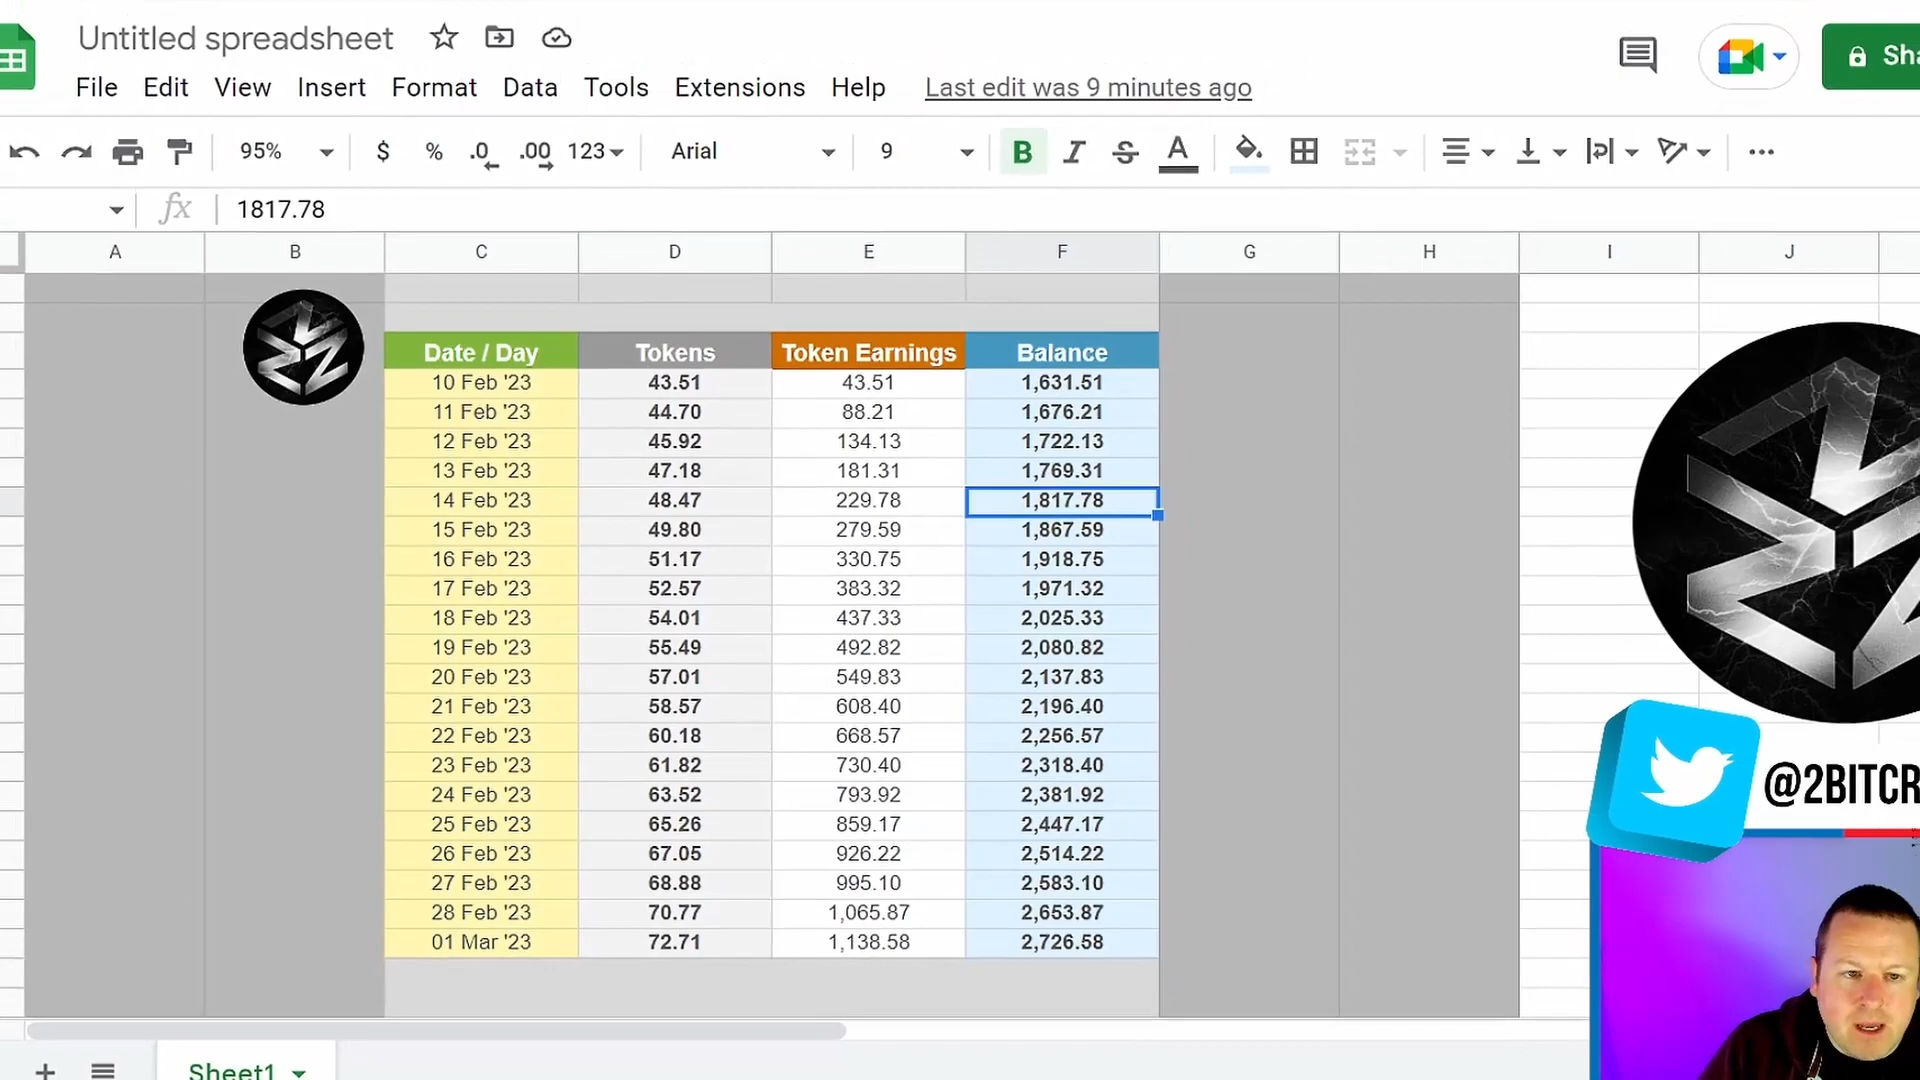 Untitled spreadsheet
File Edit View Insert Format Data Tools Extensions Help Last edit was 9 minutes ago
95% $ % .0 .00 123 Arial 9 B I S A
fx 1817.78
A B C D E F G H I J
Date / Day Tokens Token Earnings Balance
10 Feb '23 43.51 43.51 1,631.51
11 Feb '23 44.70 88.21 1,676.21
12 Feb '23 45.92 134.13 1,722.13
13 Feb '23 47.18 181.31 1,769.31
14 Feb '23 48.47 229.78 1,817.78
15 Feb '23 49.80 279.59 1,867.59
16 Feb '23 51.17 330.75 1,918.75
17 Feb '23 52.57 383.32 1,971.32
18 Feb '23 54.01 437.33 2,025.33
19 Feb '23 55.49 492.82 2,080.82
20 Feb '23 57.01 549.83 2,137.83
21 Feb '23 58.57 608.40 2,196.40
22 Feb '23 60.18 668.57 2,256.57
23 Feb '23 61.82 730.40 2,318.40
24 Feb '23 63.52 793.92 2,381.92
25 Feb '23 65.26 859.17 2,447.17
26 Feb '23 67.05 926.22 2,514.22
27 Feb '23 68.88 995.10 2,583.10
28 Feb '23 70.77 1,065.87 2,653.87
01 Mar '23 72.71 1,138.58 2,726.58
@2BITCR
Sheet1